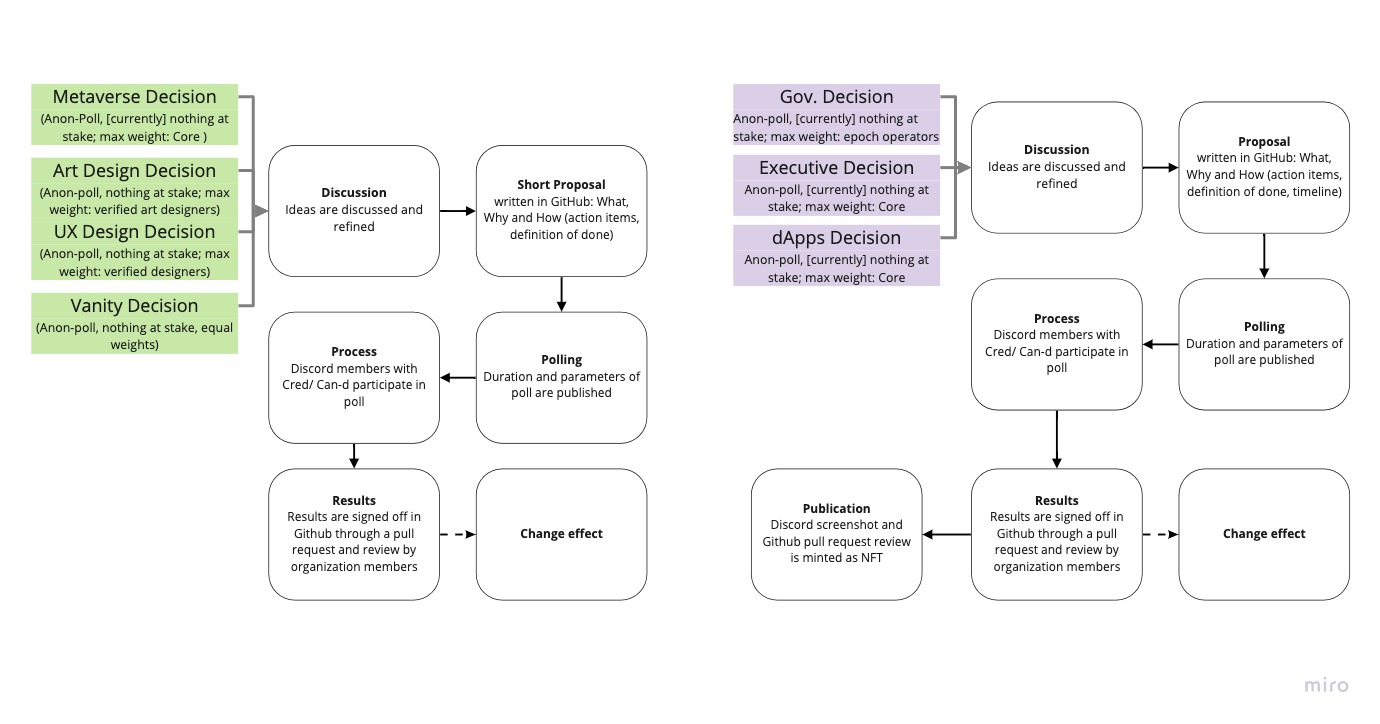 Metaverse Decision
(Anon-Poll, [currently] nothing at
stake; max weight: Core )
Art Design Decision
(Anon-poll, nothing at stake; max
weight: verified art designers)
UX Design Decision
(Anon-poll, nothing at stake; max
weight: verified designers)
Vanity Decision
(Anon-poll, nothing at stake, equal
weights)
Discussion
Ideas are discussed and
refined
Short Proposal
written in GitHub: What,
Why and How (action items,
definition of done)
Process
Discord members with
Cred/ Can-d participate in
poll
Polling
Duration and parameters of
poll are published
Results
Results are signed off in
Github through a pull
request and review by
organization members
Change effect
Gov. Decision
Anon-poll, [currently] nothing at
stake; max weight: epoch operators
Executive Decision
Anon-poll, [currently] nothing at
stake; max weight: Core
dApps Decision
Anon-poll, [currently] nothing at
stake; max weight: Core
Discussion
Ideas are discussed and
refined
Proposal
written in GitHub: What,
Why and How (action items,
definition of done, timeline)
Process
Discord members with
Cred/ Can-d participate in
poll
Polling
Duration and parameters of
poll are published
Publication
Discord screenshot and
Github pull request review
is minted as NFT
Results
Results are signed off in
Github through a pull
request and review by
organization members
Change effect
miro